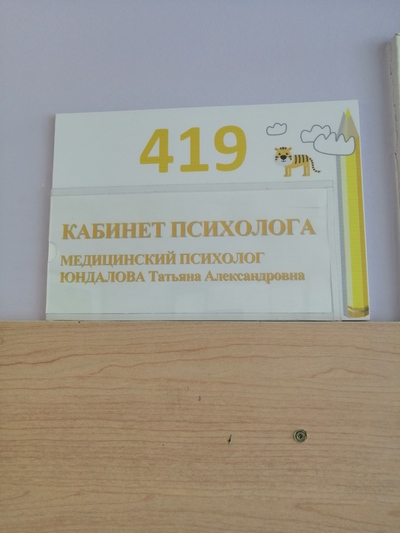 419
КАБИНЕТ ПСИХОЛОГА
МЕДИЦИНСКИЙ ПСИХОЛОГ
ЮНДАЛОВА Татьяна Александровна